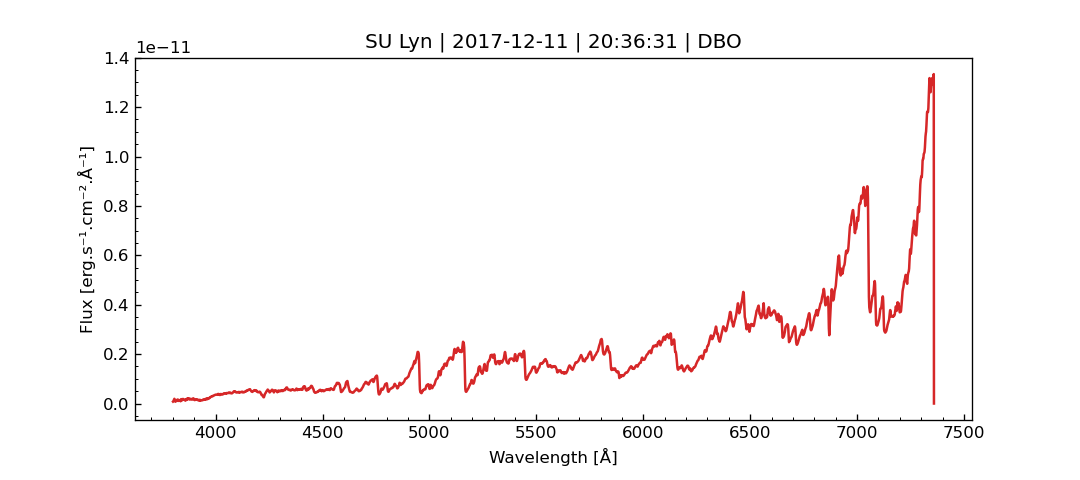 SU Lyn | 2017-12-11 | 20:36:31 | DBO
1e−11
1.4
1.2
1.0
0.8
0.6
0.4
0.2
0.0
Flux [erg.s⁻¹.cm⁻².Å⁻¹]
4000 4500 5000 5500 6000 6500 7000 7500
Wavelength [Å]